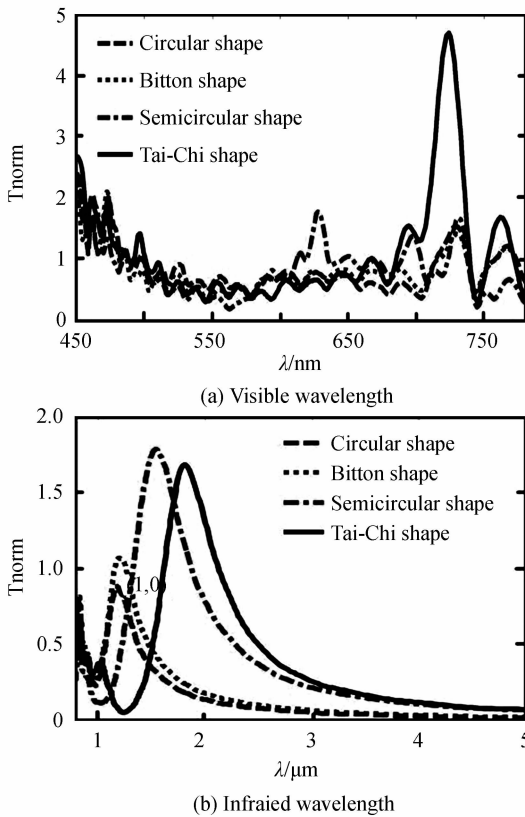 5
4
3
2
1
0
Tnorm
Circular shape
Bitton shape
Semicircular shape
Tai-Chi shape
450
550
650
750
λ/nm
(a) Visible wavelength
2.0
1.5
1.0
0.5
0
Tnorm
Circular shape
Bitton shape
Semicircular shape
Tai-Chi shape
1,0
1
2
3
4
5
λ/μm
(b) Infraied wavelength